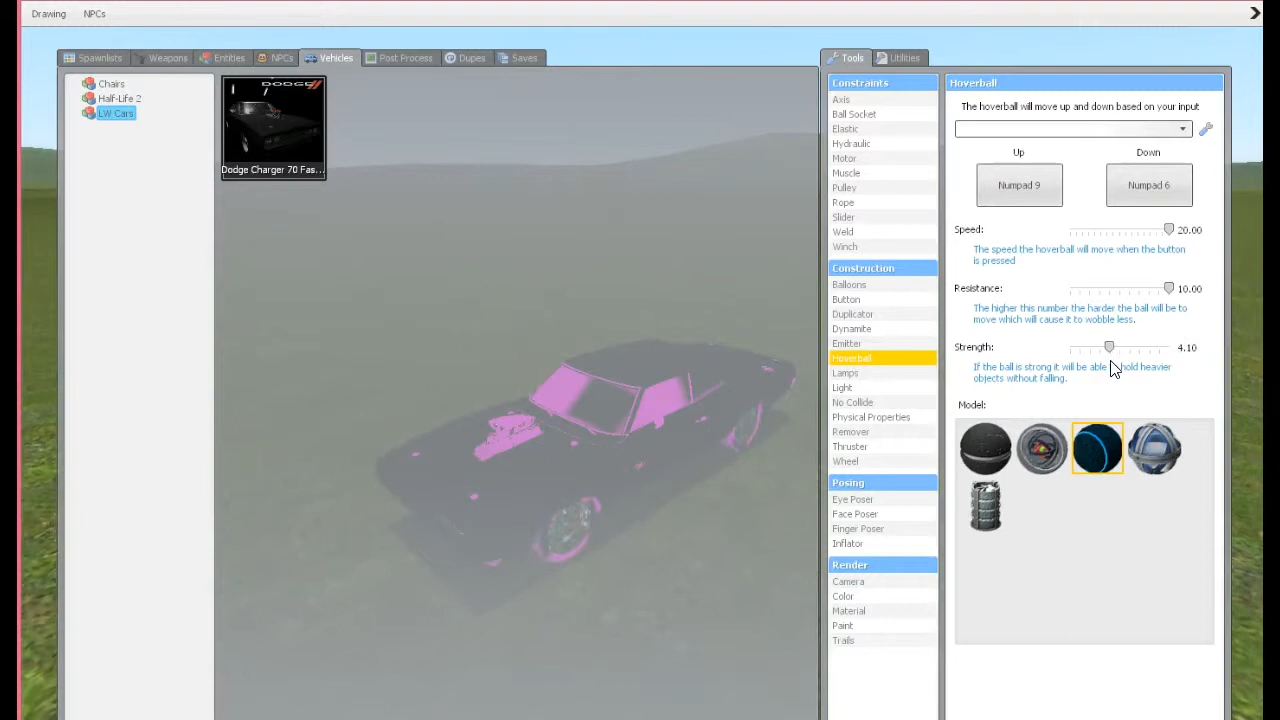 Drawing NPCs
Spawnlists Weapons Entities NPCs Vehicles Post Process Dupes Saves
Chairs
Half-Life 2
LW Cars
DODGE
Dodge Charger 70 Fas...
Tools Utilities
Constraints
Axis
Ball Socket
Elastic
Hydraulic
Motor
Muscle
Pulley
Rope
Slider
Weld
Winch
Construction
Balloons
Button
Duplicator
Dynamite
Emitter
Hoverball
Lamps
Light
No Collide
Physical Properties
Remover
Thruster
Wheel
Posing
Eye Poser
Face Poser
Finger Poser
Inflator
Render
Camera
Color
Material
Paint
Trails
Hoverball
The hoverball will move up and down based on your input
Up Down
Numpad 9 Numpad 6
Speed: 20.00
The speed the hoverball will move when the button
is pressed
Resistance: 10.00
The higher this number the harder the ball will be to
move which will cause it to wobble less.
Strength: 4.10
If the ball is strong it will be able hold heavier
objects without falling.
Model: